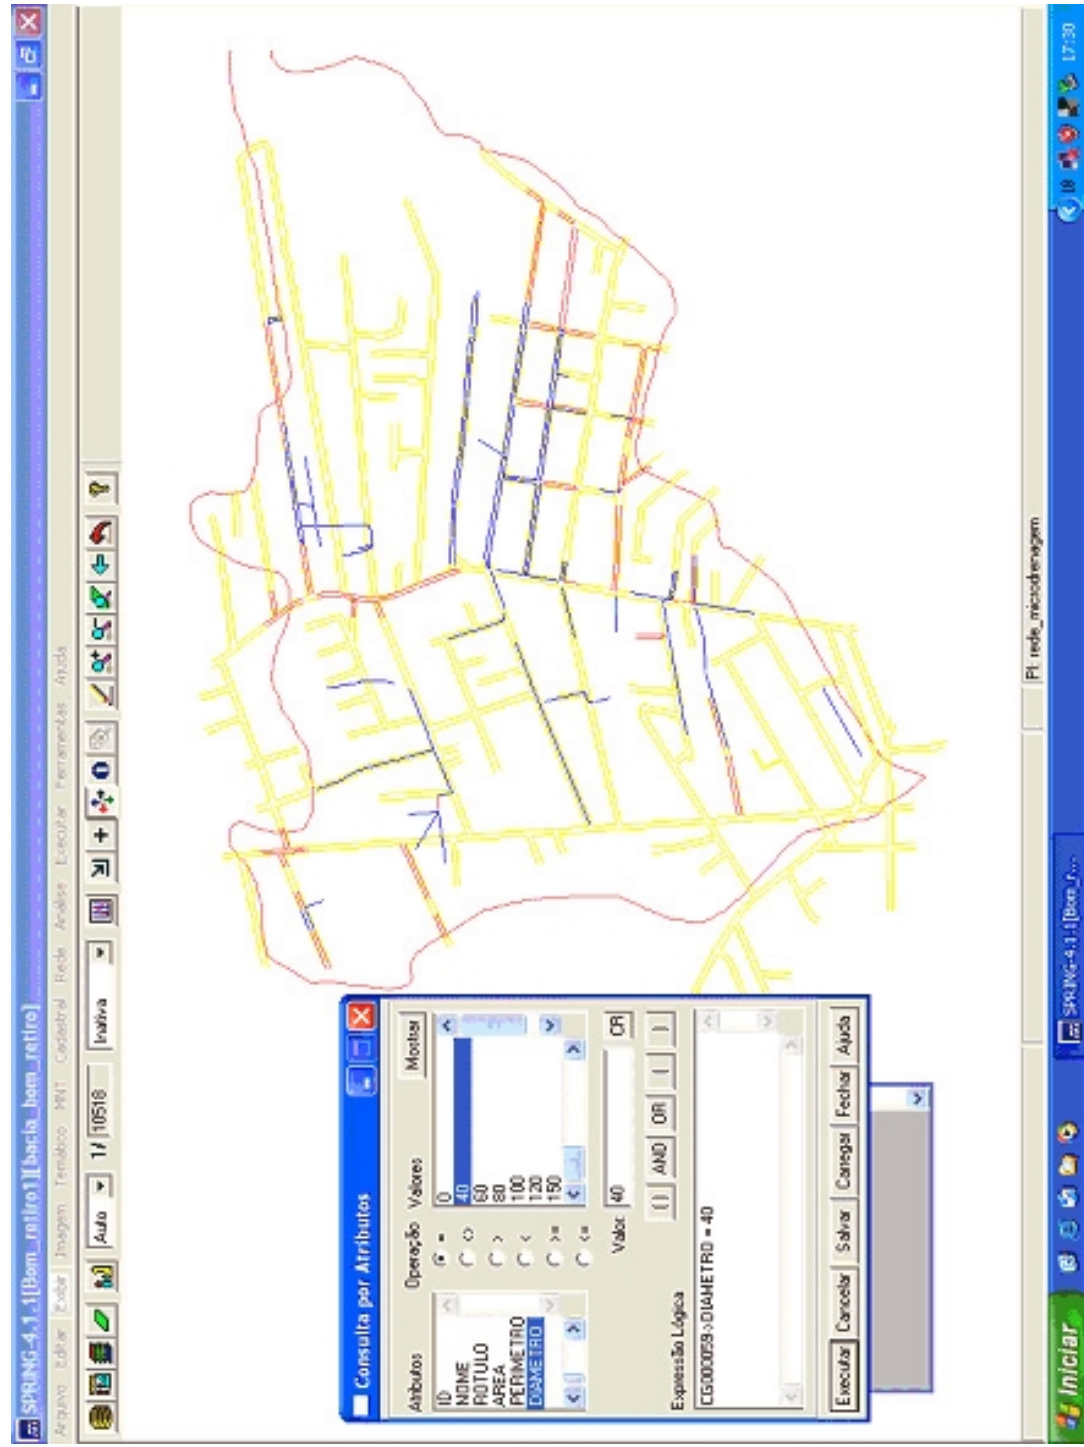 SPRING-4.1.1[Bom_retiro1][bacia_bom_retiro]
Arquivo Editar Exibir Imagem Temático MNT Cadastral Rede Análise Executar Ferramentas Ajuda
Auto 1/ 10518 Inativa
Consulta por Atributos
Atributos Operação Valores Mostrar
ID
NOME
ROTULO
AREA
PERIMETRO
DIAMETRO
=
<>
>
<
>=
<=
0
40
60
80
100
120
150
Valor: 40 CR
() AND OR ( )
Expressão Lógica
CG000059->DIAMETRO = 40
Executar Cancelar Salvar Carregar Fechar Ajuda
PI: rede_microdrenagem
Iniciar SPRING-4.1.1[Bom_r... 18 17:30